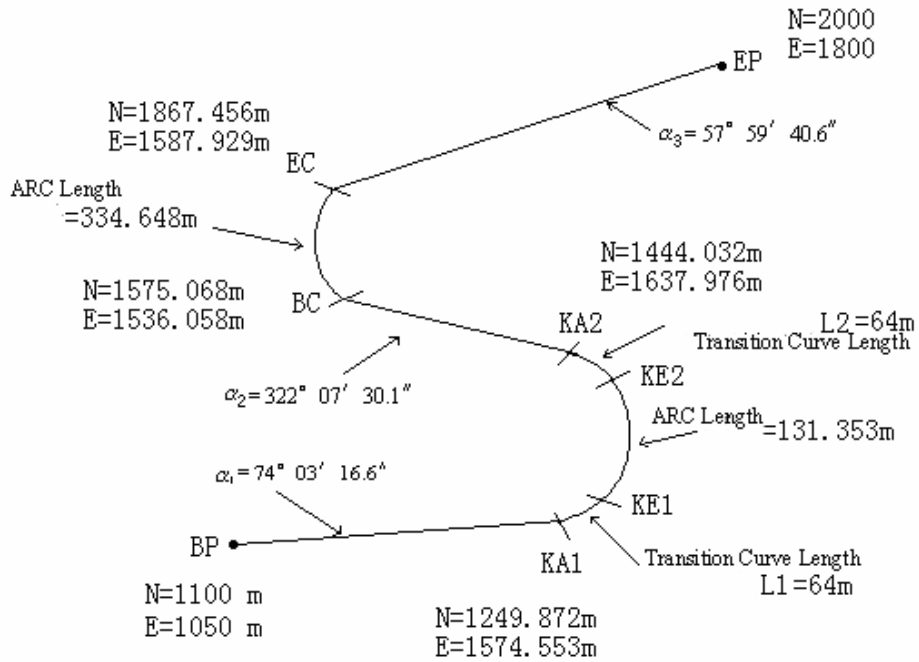 N=2000
E=1800
EP
α₃=57° 59′ 40.6″
N=1867.456m
E=1587.929m
EC
ARC Length
=334.648m
N=1444.032m
E=1637.976m
N=1575.068m
E=1536.058m
BC
KA2
L2=64m
Transition Curve Length
KE2
α₂=322° 07′ 30.1″
ARC Length
=131.353m
α₁=74° 03′ 16.6″
KE1
BP
KA1
Transition Curve Length
L1=64m
N=1100 m
E=1050 m
N=1249.872m
E=1574.553m